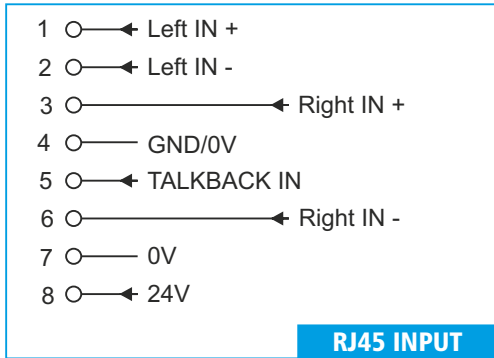 1 Left IN +
2 Left IN -
3 Right IN +
4 GND/0V
5 TALKBACK IN
6 Right IN -
7 0V
8 24V
RJ45 INPUT